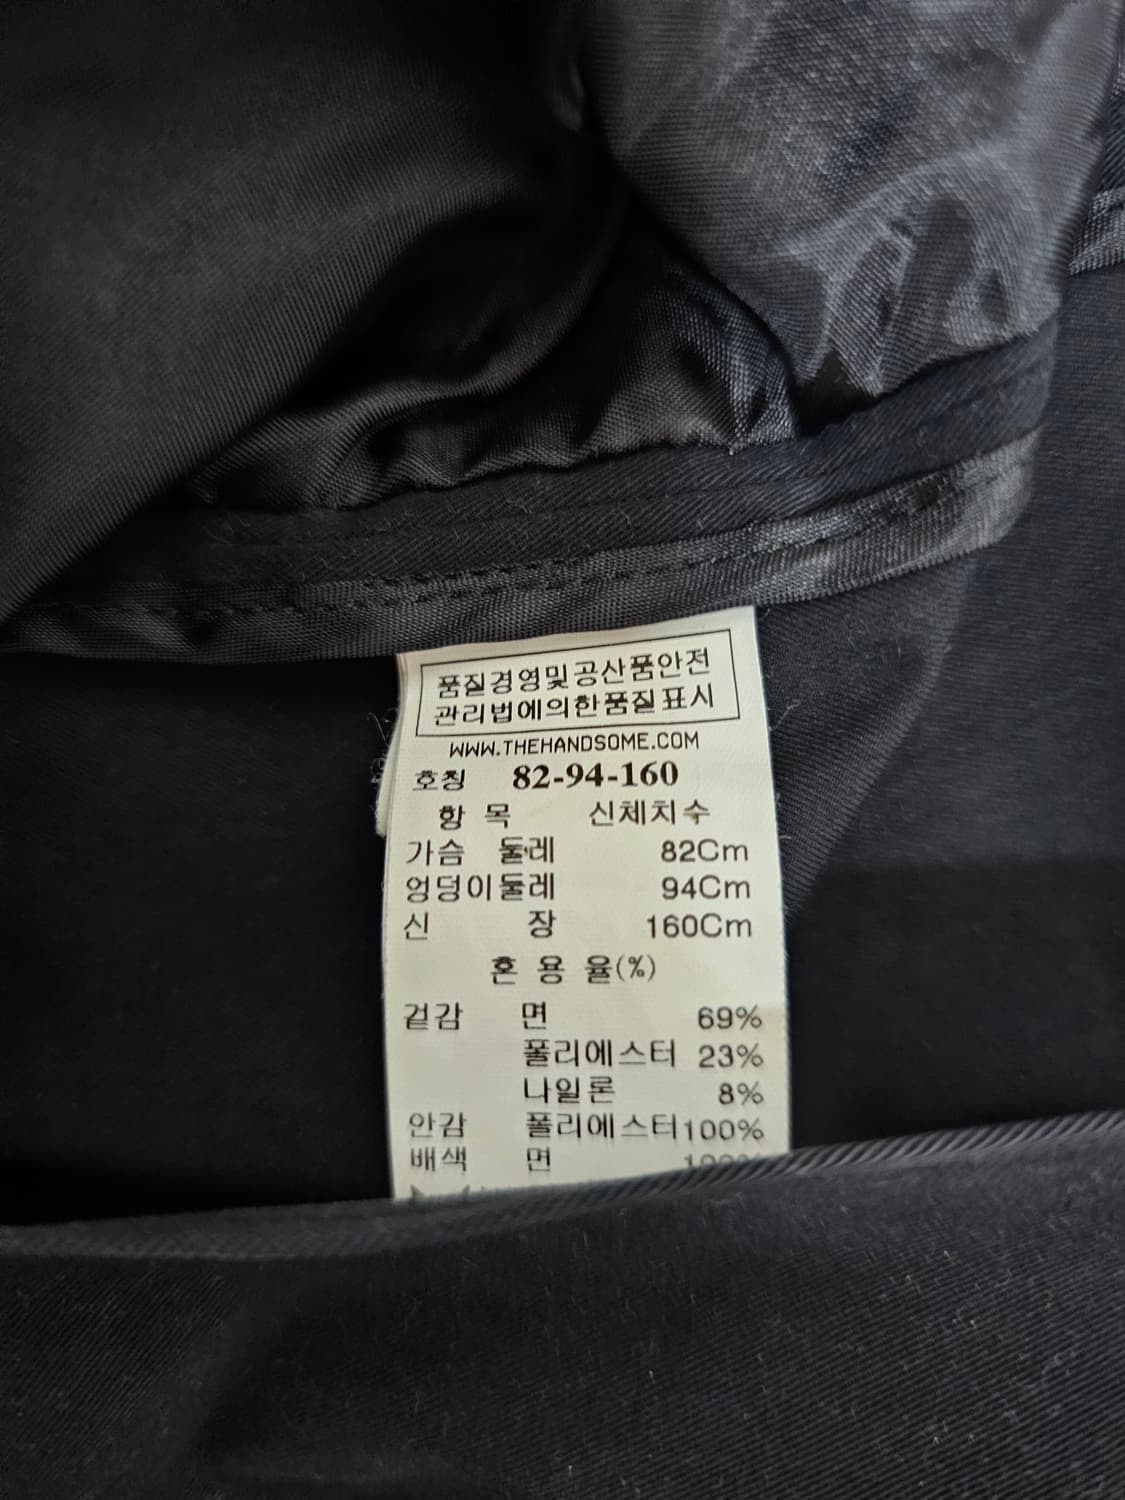 품질경영및공산품안전
관리법에의한품질표시
WWW.THEHANDSOME.COM
호칭 82-94-160
항 목 신체치수
가슴 둘레 82Cm
엉덩이둘레 94Cm
신 장 160Cm
혼 용 율(%)
겉감 면 69%
폴리에스터 23%
나일론 8%
안감 폴리에스터100%
배색 면 100%